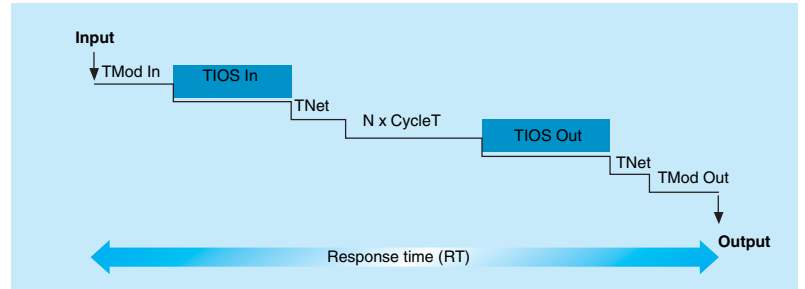 Input
TMod In
TIOS In
TNet
N x CycleT
TIOS Out
TNet
TMod Out
Output
Response time (RT)